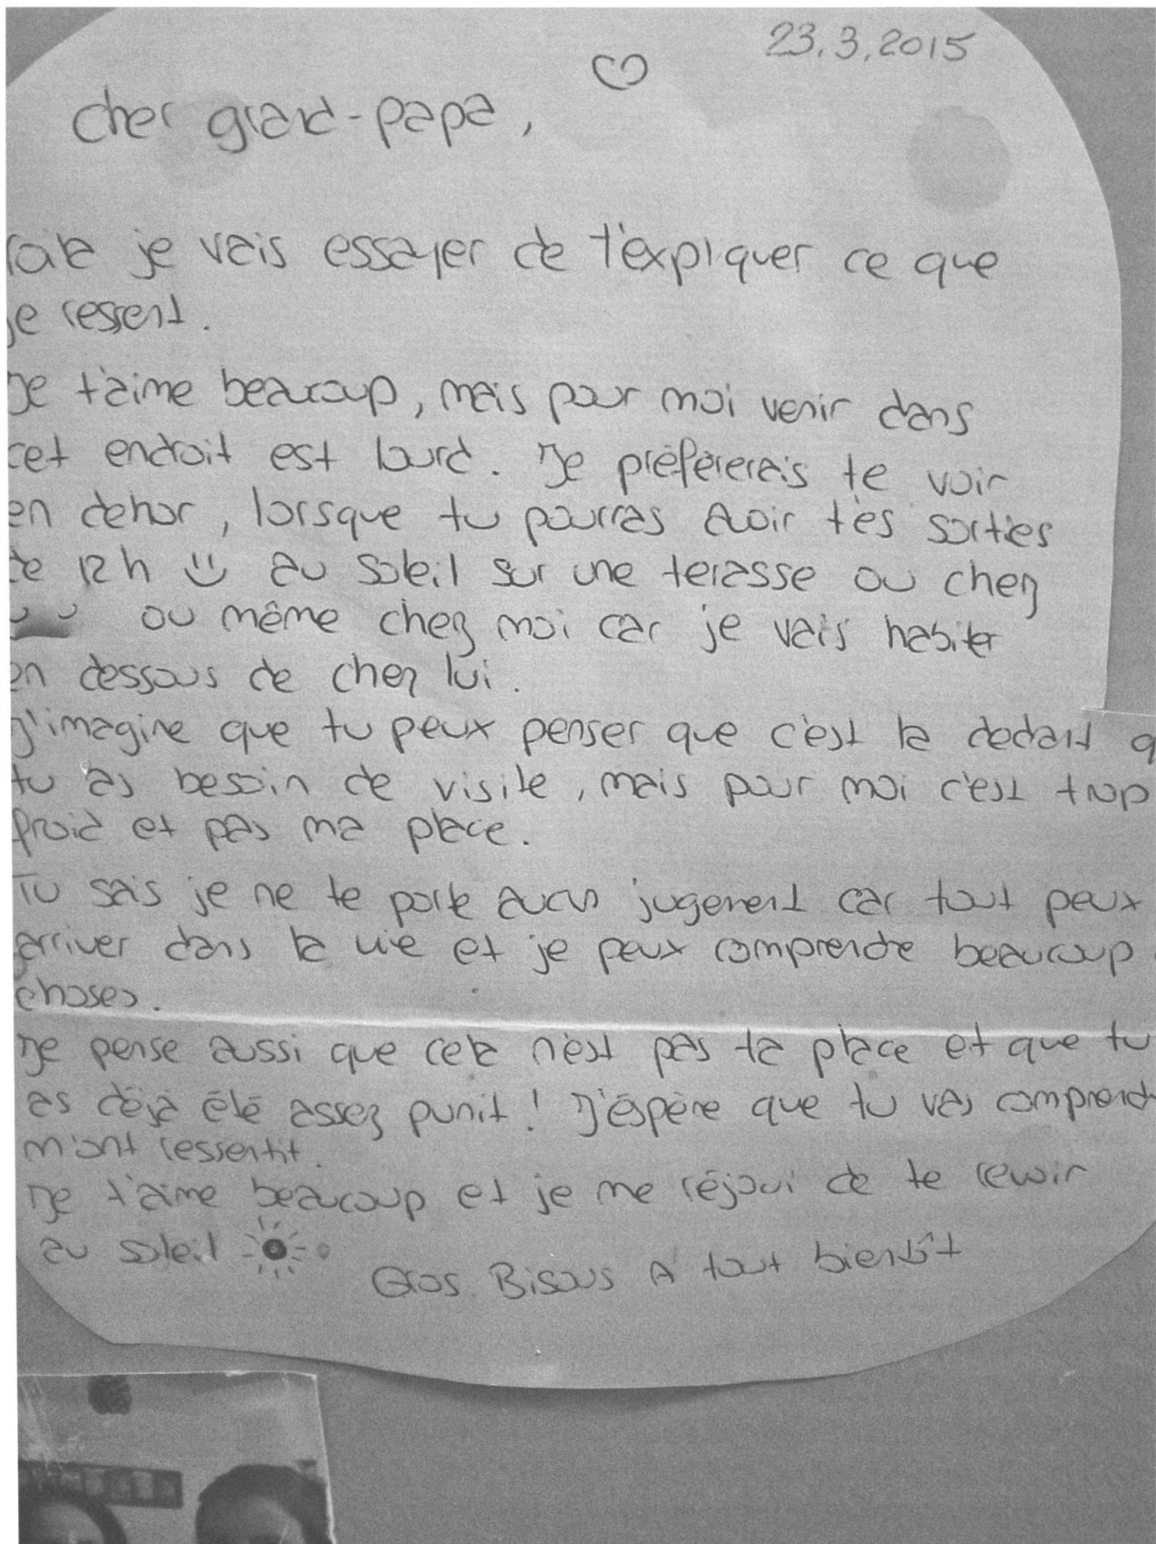 23.3.2015
cher grand-papa,
je vais essayer de t'expliquer ce que
je ressent.
Je t'aime beaucoup, mais pour moi venir dans
cet endroit est lourd. Je préfèrerais te voir
en dehor, lorsque tu pourras avoir tes sorties
de 12h au soleil sur une terasse ou chez
ou même chez moi car je vais habiter
en dessous de chez lui.
J'imagine que tu peux penser que c'est la dedant q
tu as besoin de visite, mais pour moi c'est trop
froid et pas ma place.
Tu sais je ne te porte aucun jugement car tout peux
arriver dans la vie et je peux comprendre beaucoup
choses.
Je pense aussi que cela n'est pas ta place et que tu
as déjà été assez punit! J'éspère que tu vas comprend
m'ont ressentit.
Je t'aime beaucoup et je me réjoui de te revoir
au soleil
Gros Bisous A tout bientôt